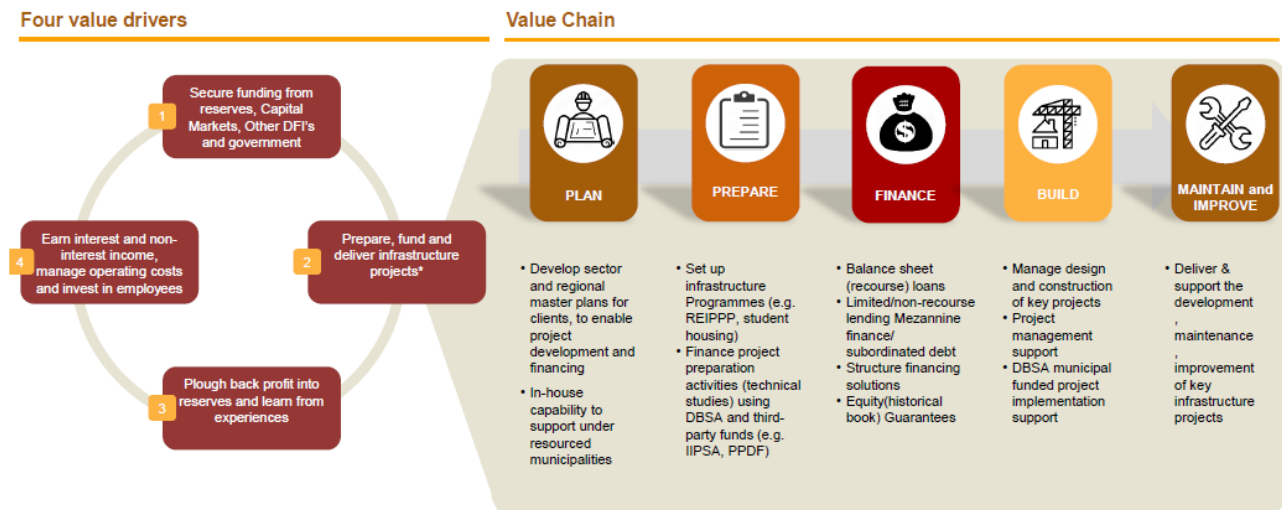 Four value drivers
Value Chain
1
Secure funding from
reserves, Capital
Markets, Other DFI's
and government
2
Prepare, fund and
deliver infrastructure
projects*
3
Plough back profit into
reserves and learn from
experiences
4
Earn interest and non-
interest income,
manage operating costs
and invest in employees
PLAN
• Develop sector
and regional
master plans for
clients, to enable
project
development and
financing
• In-house
capability to
support under
resourced
municipalities
PREPARE
• Set up
infrastructure
Programmes (e.g.
REIPPP, student
housing)
• Finance project
preparation
activities (technical
studies) using
DBSA and third-
party funds (e.g.
IIPSA, PPDF)
$
FINANCE
• Balance sheet
(recourse) loans
• Limited/non-recourse
lending Mezannine
finance/
subordinated debt
• Structure financing
solutions
• Equity(historical
book) Guarantees
BUILD
• Manage design
and construction
of key projects
• Project
management
support
• DBSA municipal
funded project
implementation
support
MAINTAIN and
IMPROVE
• Deliver &
support the
development
,
maintenance
,
improvement
of key
infrastructure
projects